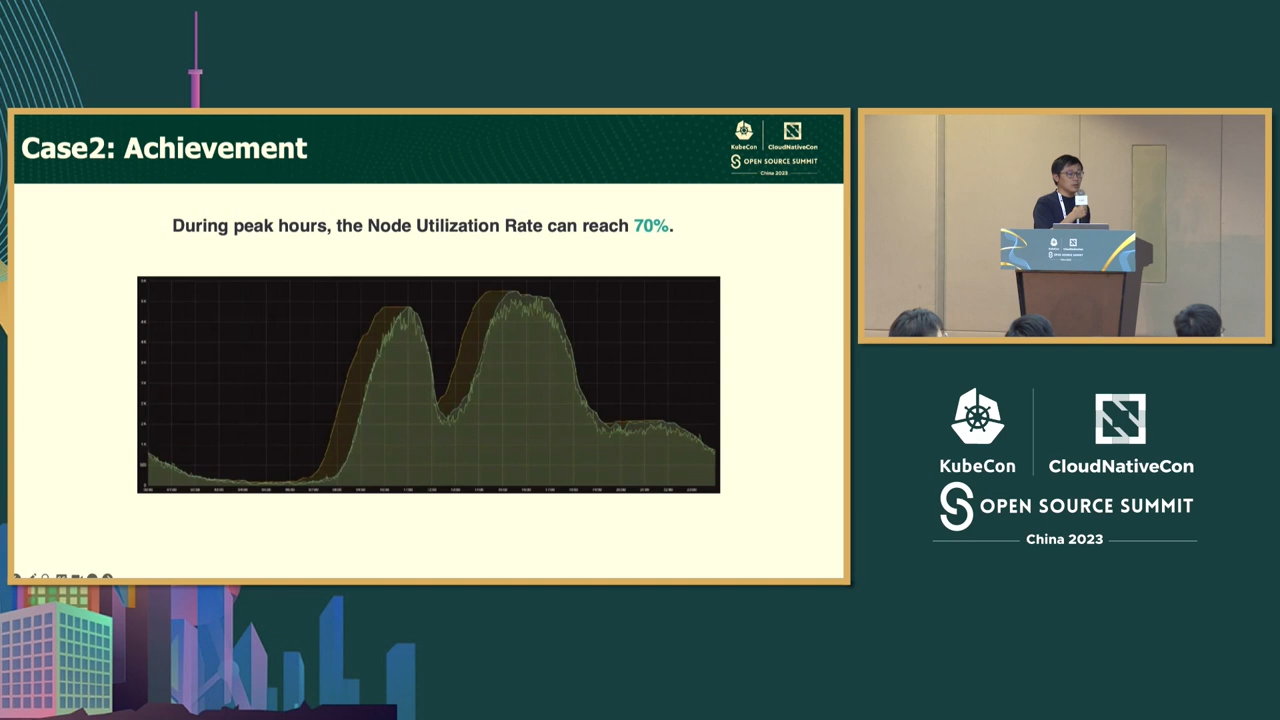 Case2: Achievement
KubeCon
CloudNativeCon
OPEN SOURCE SUMMIT
China 2023
During peak hours, the Node Utilization Rate can reach 70%.
KubeCon
CloudNativeCon
OPEN SOURCE SUMMIT
China 2023